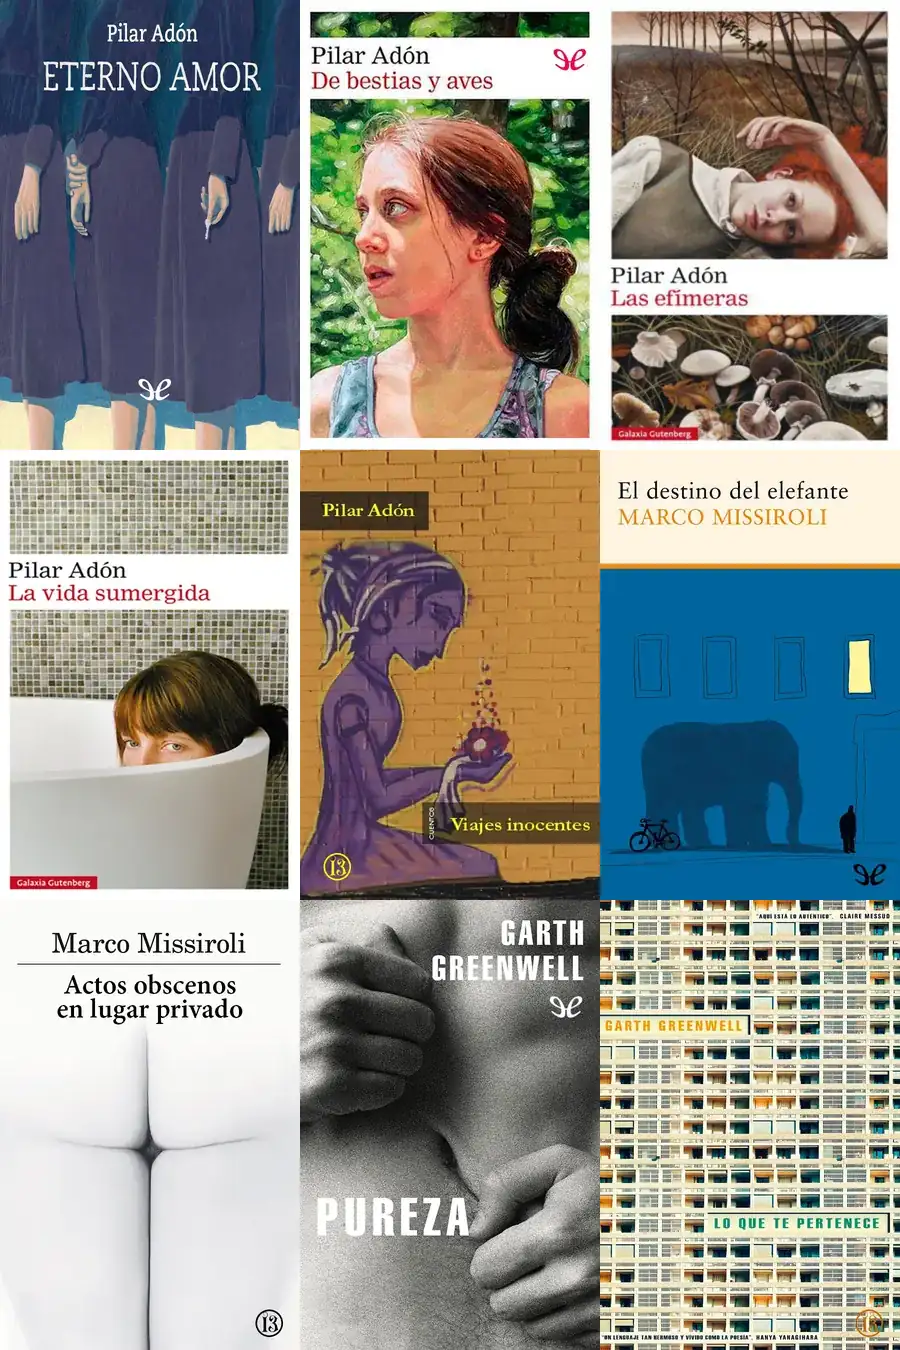 Pilar Adón
ETERNO AMOR
Pilar Adón
De bestias y aves
Pilar Adón
Las efímeras
Galaxia Gutenberg
Pilar Adón
La vida sumergida
Galaxia Gutenberg
Pilar Adón
CUENTOS
Viajes inocentes
13
El destino del elefante
MARCO MISSIROLI
Marco Missiroli
Actos obscenos
en lugar privado
13
GARTH
GREENWELL
PUREZA
"AQUÍ ESTÁ LO AUTÉNTICO". CLAIRE MESSUD
GARTH GREENWELL
LO QUE TE PERTENECE
13
"UN LENGUAJE TAN HERMOSO Y VÍVIDO COMO LA POESÍA". HANYA YANAGIHARA